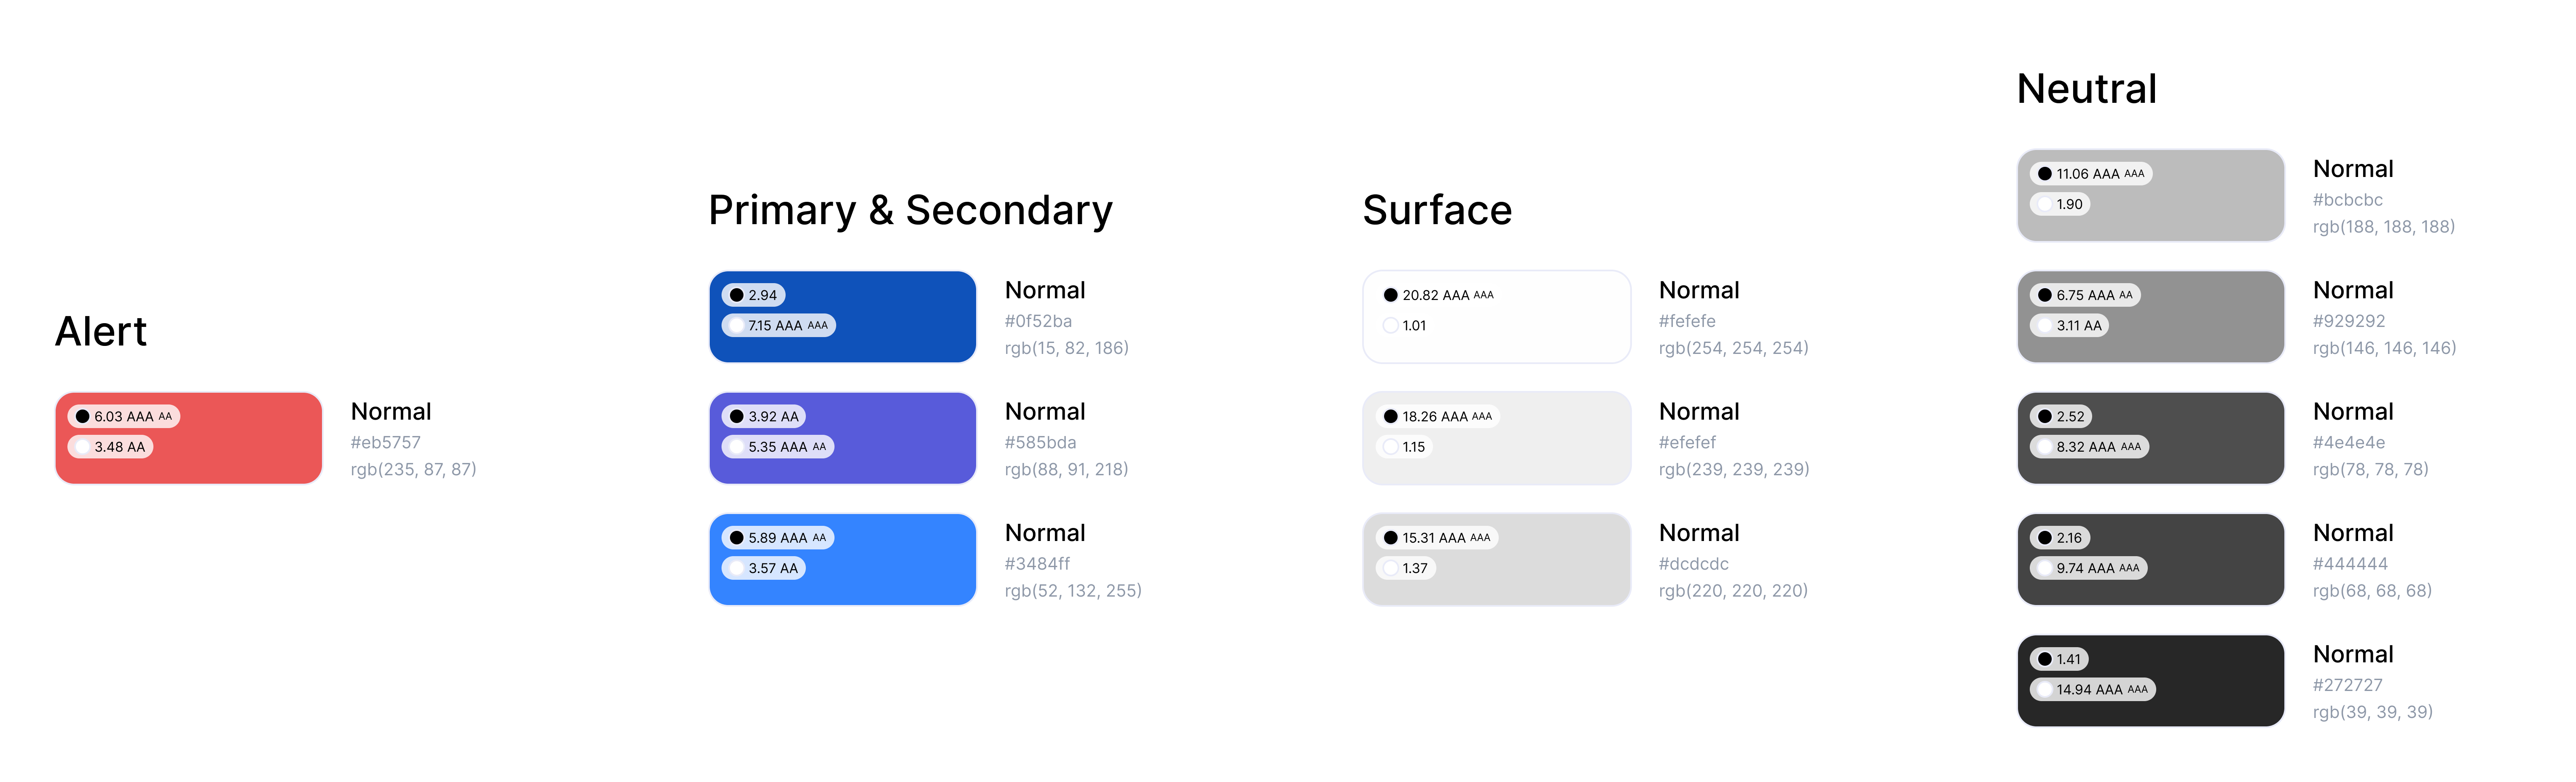 Alert
6.03 AAA AA
3.48 AA
Normal
#eb5757
rgb(235, 87, 87)
Primary & Secondary
2.94
7.15 AAA AAA
Normal
#0f52ba
rgb(15, 82, 186)
3.92 AA
5.35 AAA AA
Normal
#585bda
rgb(88, 91, 218)
5.89 AAA AA
3.57 AA
Normal
#3484ff
rgb(52, 132, 255)
Surface
20.82 AAA AAA
1.01
Normal
#fefefe
rgb(254, 254, 254)
18.26 AAA AAA
1.15
Normal
#efefef
rgb(239, 239, 239)
15.31 AAA AAA
1.37
Normal
#dcdcdc
rgb(220, 220, 220)
Neutral
11.06 AAA AAA
1.90
Normal
#bcbcbc
rgb(188, 188, 188)
6.75 AAA AA
3.11 AA
Normal
#929292
rgb(146, 146, 146)
2.52
8.32 AAA AAA
Normal
#4e4e4e
rgb(78, 78, 78)
2.16
9.74 AAA AAA
Normal
#444444
rgb(68, 68, 68)
1.41
14.94 AAA AAA
Normal
#272727
rgb(39, 39, 39)